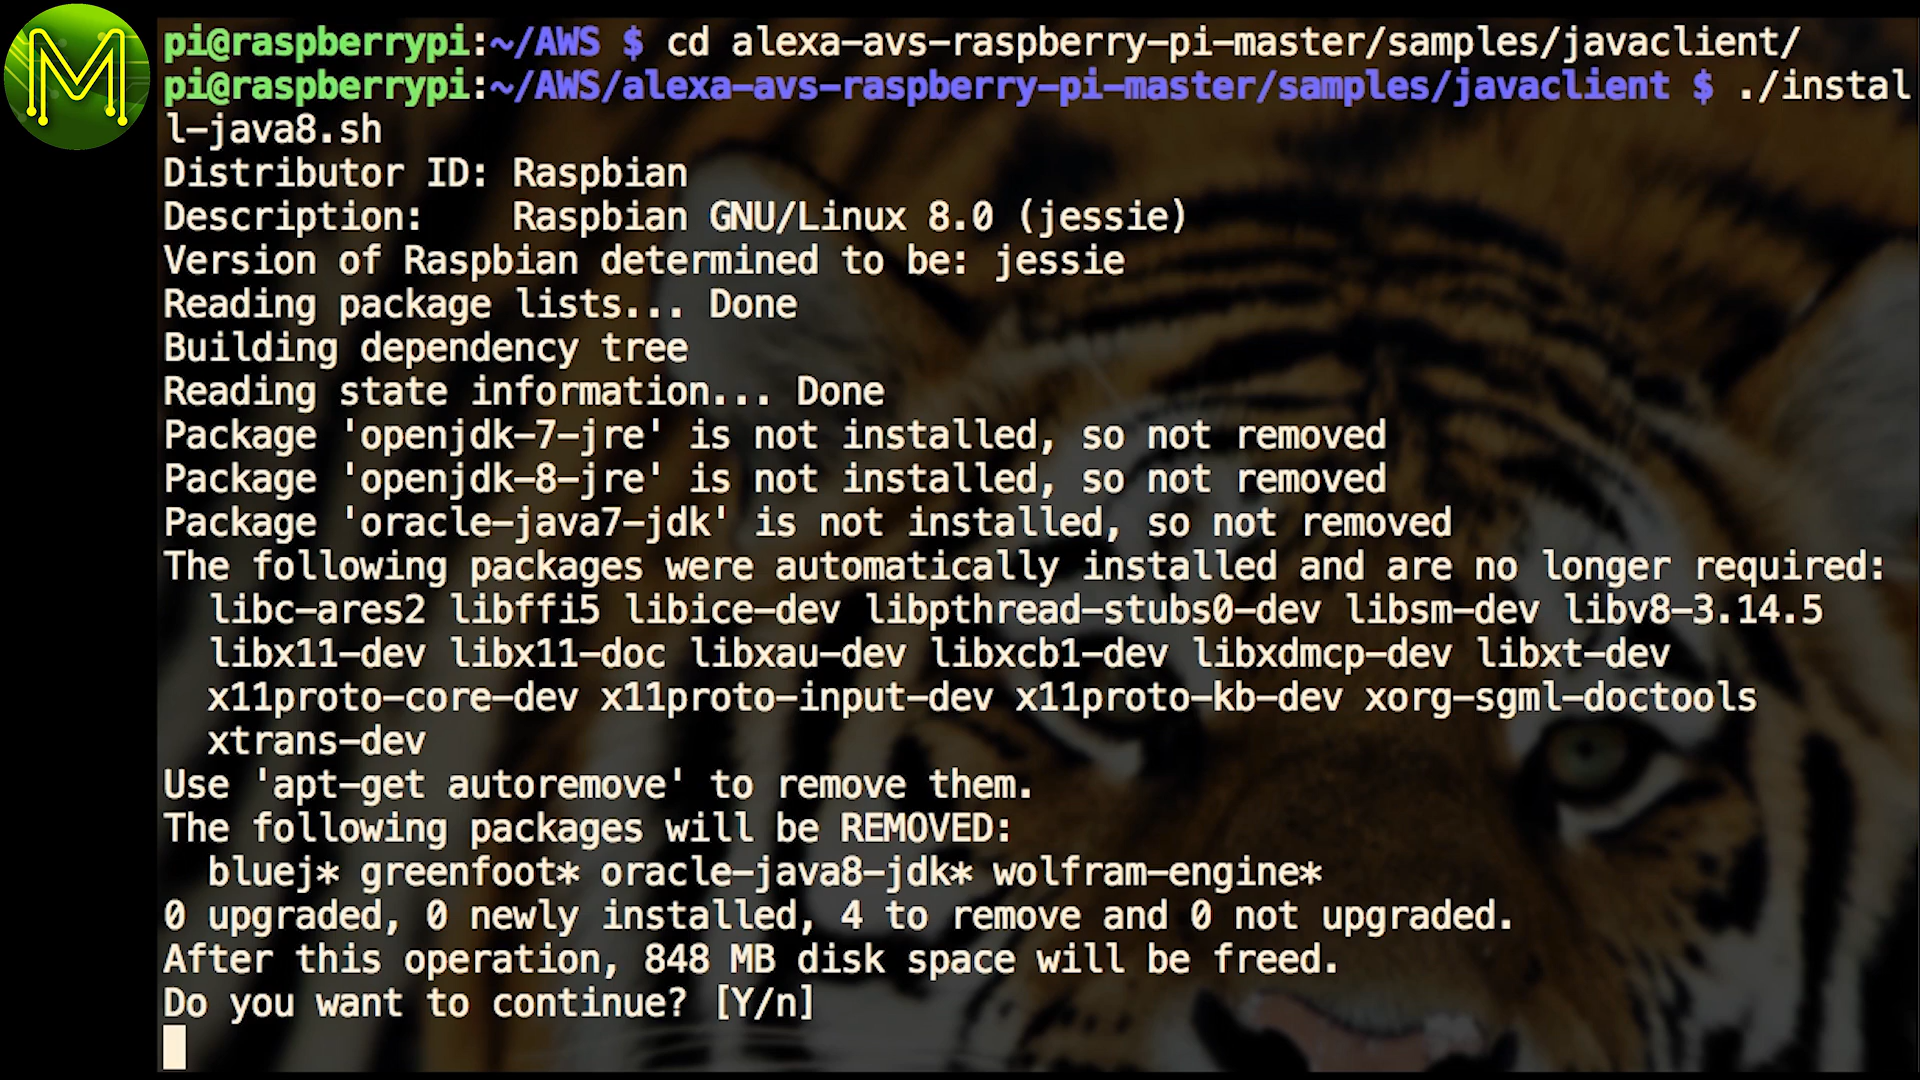 M
pi@raspberrypi:~/AWS $ cd alexa-avs-raspberry-pi-master/samples/javaclient/
pi@raspberrypi:~/AWS/alexa-avs-raspberry-pi-master/samples/javaclient $ ./instal
l-java8.sh
Distributor ID: Raspbian
Description:    Raspbian GNU/Linux 8.0 (jessie)
Version of Raspbian determined to be: jessie
Reading package lists... Done
Building dependency tree
Reading state information... Done
Package 'openjdk-7-jre' is not installed, so not removed
Package 'openjdk-8-jre' is not installed, so not removed
Package 'oracle-java7-jdk' is not installed, so not removed
The following packages were automatically installed and are no longer required:
  libc-ares2 libffi5 libice-dev libpthread-stubs0-dev libsm-dev libv8-3.14.5
  libx11-dev libx11-doc libxau-dev libxcb1-dev libxdmcp-dev libxt-dev
  x11proto-core-dev x11proto-input-dev x11proto-kb-dev xorg-sgml-doctools
  xtrans-dev
Use 'apt-get autoremove' to remove them.
The following packages will be REMOVED:
  bluej* greenfoot* oracle-java8-jdk* wolfram-engine*
0 upgraded, 0 newly installed, 4 to remove and 0 not upgraded.
After this operation, 848 MB disk space will be freed.
Do you want to continue? [Y/n]